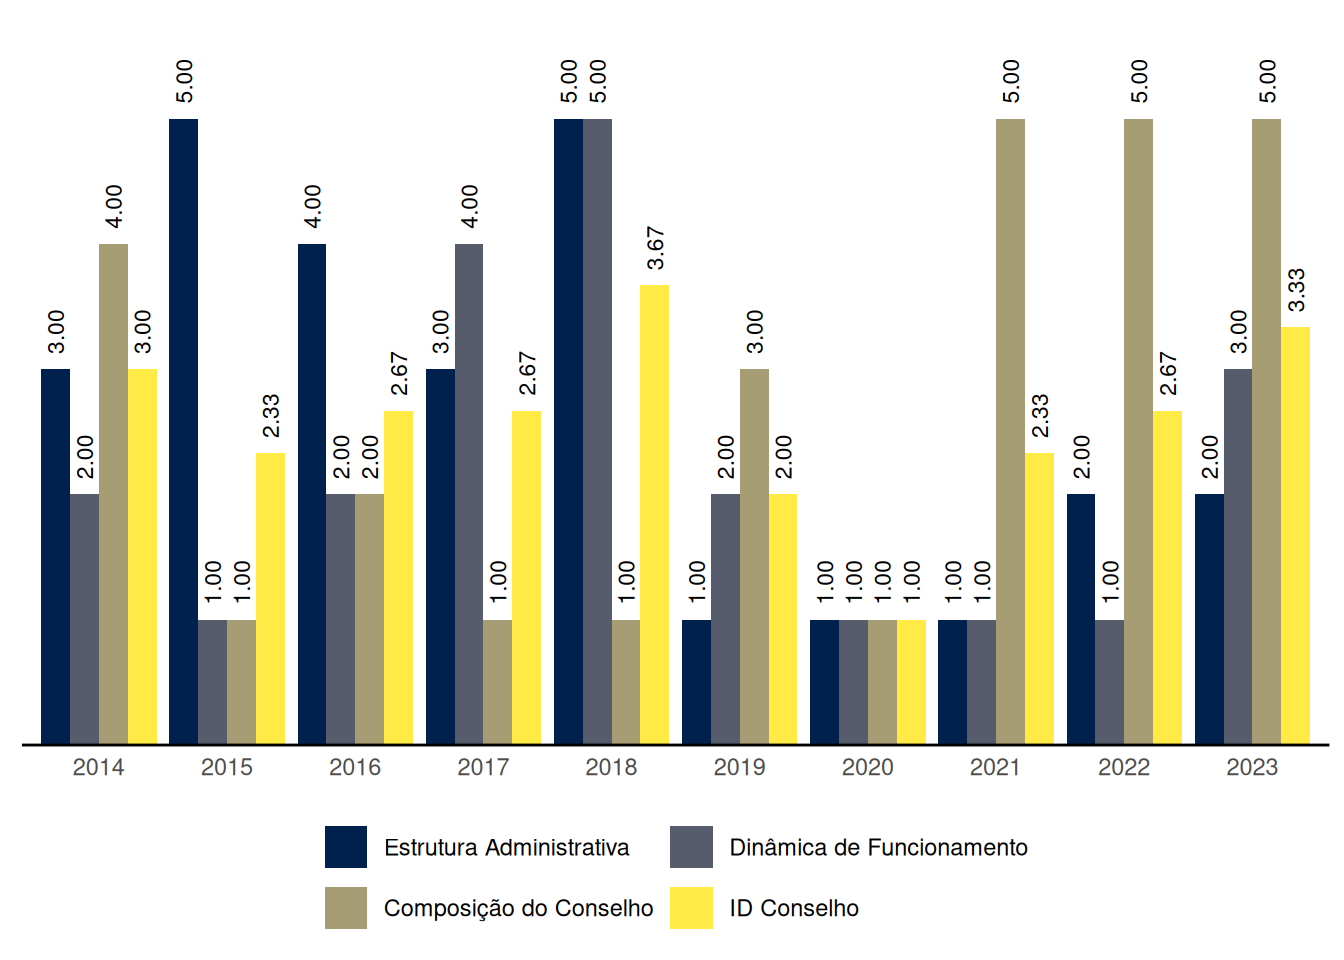 3.00 2.00 4.00 3.00
5.00 1.00 1.00 2.33
4.00 2.00 2.00 2.67
3.00 4.00 1.00 2.67
5.00 5.00 1.00 3.67
1.00 2.00 3.00 2.00
1.00 1.00 1.00 1.00
1.00 1.00 5.00 2.33
2.00 1.00 5.00 2.67
2.00 3.00 5.00 3.33
2014 2015 2016 2017 2018 2019 2020 2021 2022 2023
Estrutura Administrativa Dinâmica de Funcionamento
Composição do Conselho ID Conselho